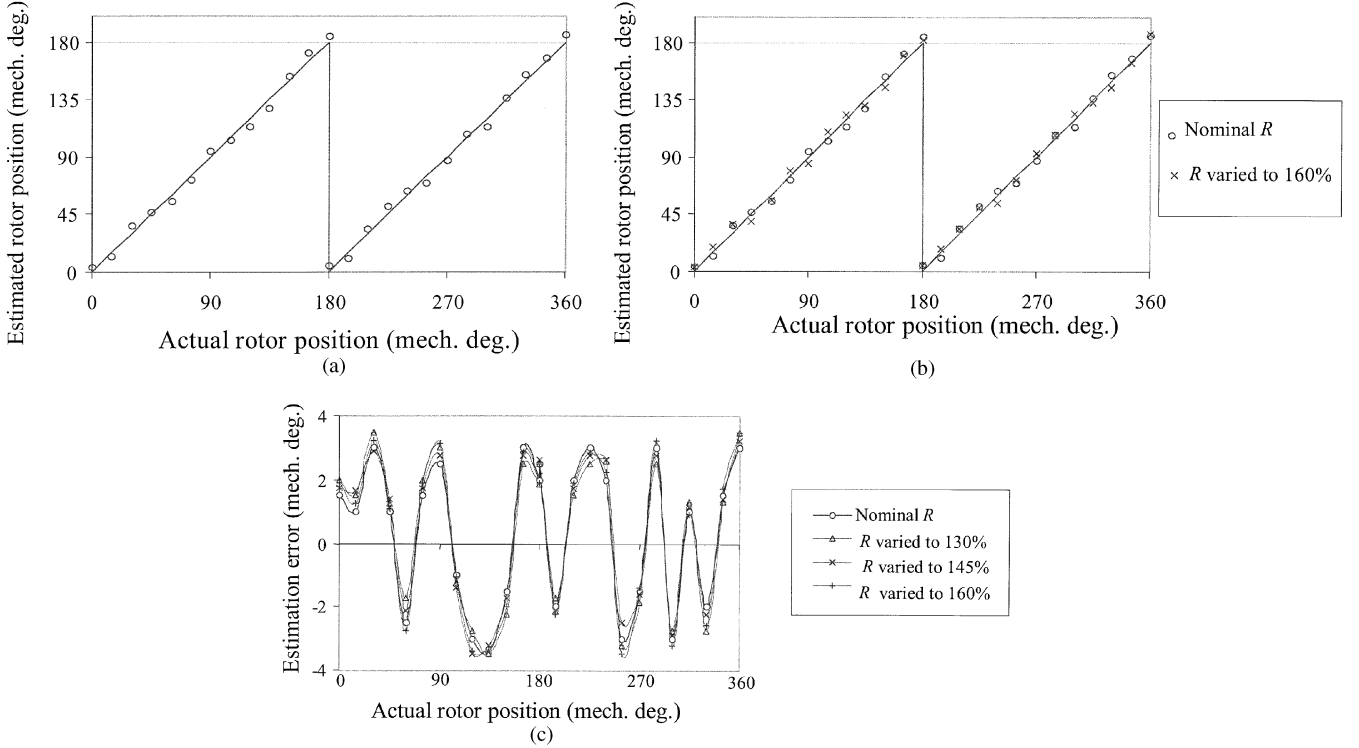 Estimated rotor position (mech. deg.)
180
135
90
45
0
0
90
180
270
360
Actual rotor position (mech. deg.)
(a)
Estimated rotor position (mech. deg.)
180
135
90
45
0
0
90
180
270
360
Actual rotor position (mech. deg.)
(b)
Nominal R
R varied to 160%
Estimation error (mech. deg.)
4
2
0
-2
-4
0
90
180
270
360
Actual rotor position (mech. deg.)
(c)
Nominal R
R varied to 130%
R varied to 145%
R varied to 160%